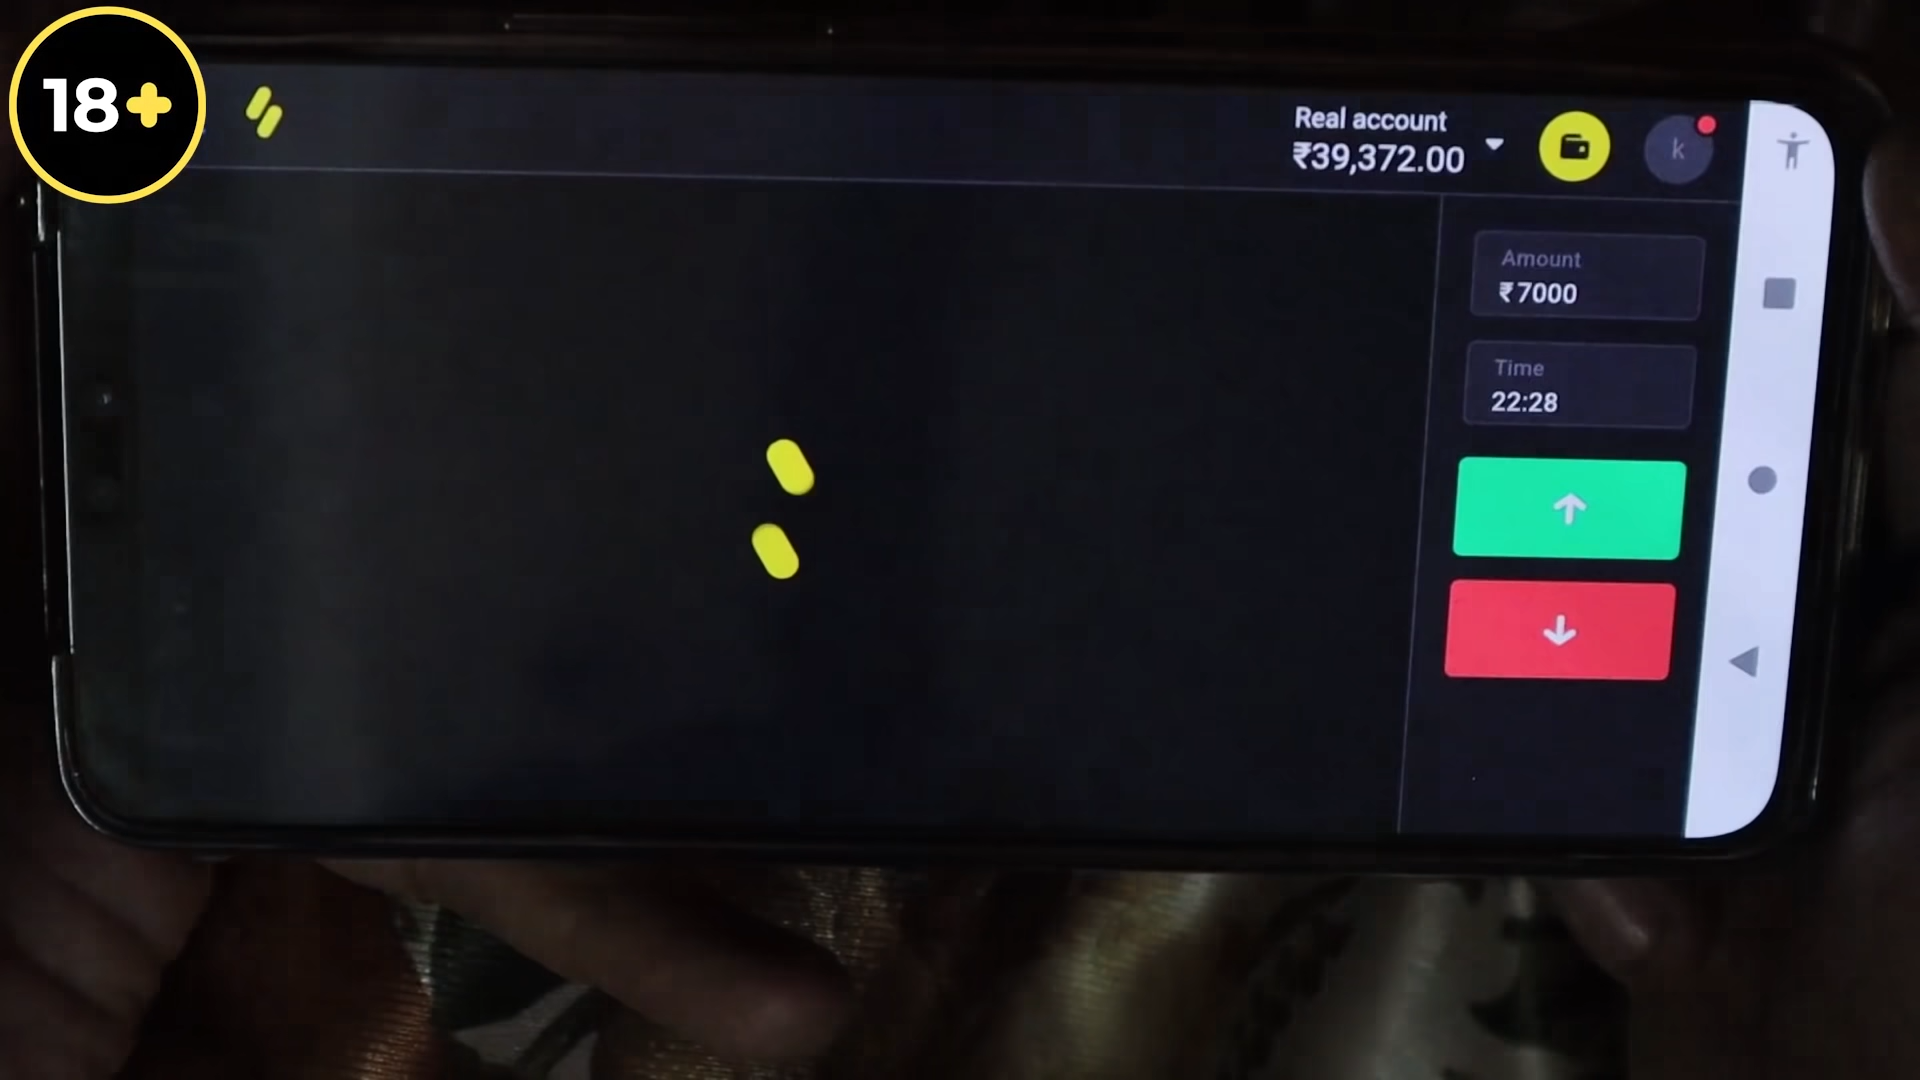 18+
Real account
₹39,372.00
k
Amount
₹7000
Time
22:28